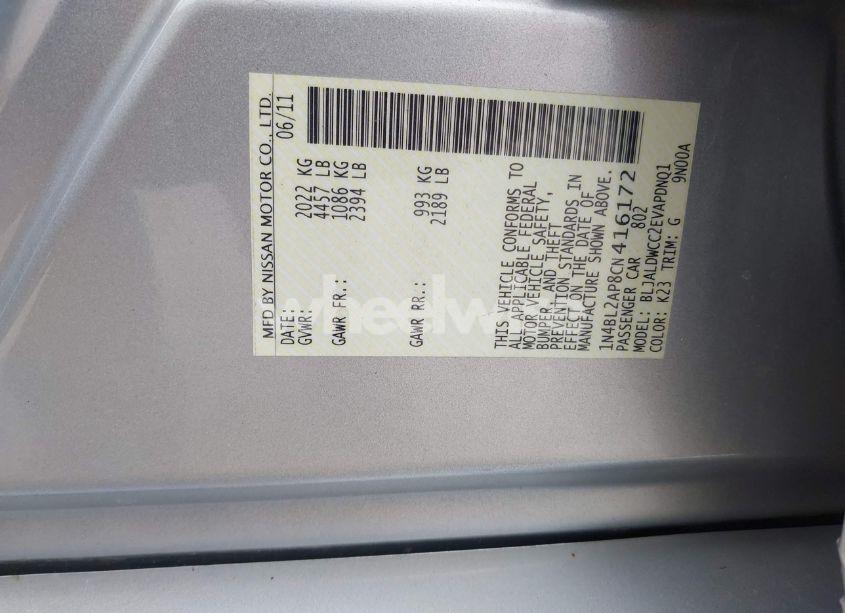 MFD BY NISSAN MOTOR CO., LTD.
DATE: 06/11
GVWR: 2022 KG
4457 LB
GAWR FR.: 1086 KG
2394 LB
GAWR RR.: 993 KG
2189 LB
THIS VEHICLE CONFORMS TO
ALL APPLICABLE FEDERAL
MOTOR VEHICLE SAFETY,
BUMPER, AND THEFT
PREVENTION STANDARDS IN
EFFECT ON THE DATE OF
MANUFACTURE SHOWN ABOVE.
1N4BL2AP8CN416172
PASSENGER CAR 802
MODEL: BLJALDWCC2EVAPDNQ1
COLOR: K23 TRIM: G 9N00A